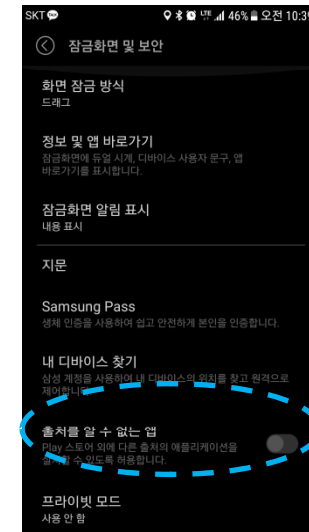 SKT
LTE 46% 오전 10:39
잠금화면 및 보안
화면 잠금 방식
드래그
정보 및 앱 바로가기
잠금화면에 듀얼 시계, 디바이스 사용자 문구, 앱
바로가기를 표시합니다.
잠금화면 알림 표시
내용 표시
지문
Samsung Pass
생체 인증을 사용하여 쉽고 안전하게 본인을 인증합니다.
내 디바이스 찾기
삼성 계정을 사용하여 내 디바이스의 위치를 찾고 원격으로
제어합니다.
출처를 알 수 없는 앱
Play 스토어 외에 다른 출처의 애플리케이션을
설치할 수 있도록 허용합니다.
프라이빗 모드
사용 안 함